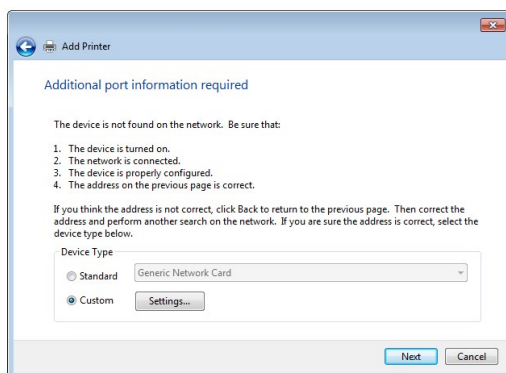 Add Printer
Additional port information required
The device is not found on the network. Be sure that:
1. The device is turned on.
2. The network is connected.
3. The device is properly configured.
4. The address on the previous page is correct.
If you think the address is not correct, click Back to return to the previous page. Then correct the
address and perform another search on the network. If you are sure the address is correct, select the
device type below.
Device Type
Standard
Generic Network Card
Custom
Settings...
Next
Cancel